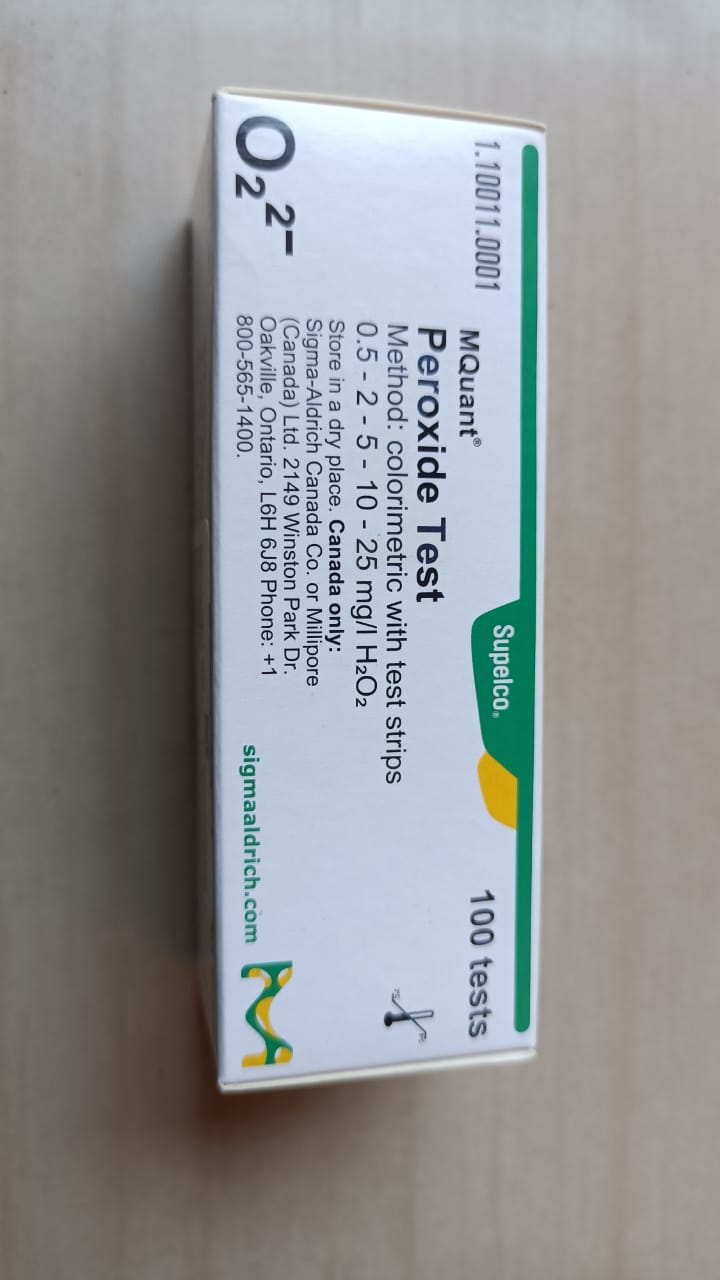 1.10011.0001
Supelco®
100 tests
MQuant®
Peroxide Test
Method: colorimetric with test strips
0.5 - 2 - 5 - 10 - 25 mg/l H₂O₂
Store in a dry place. Canada only:
Sigma-Aldrich Canada Co. or Millipore
(Canada) Ltd. 2149 Winston Park Dr.
Oakville, Ontario, L6H 6J8 Phone: +1
800-565-1400.
O₂²⁻
sigmaaldrich.com